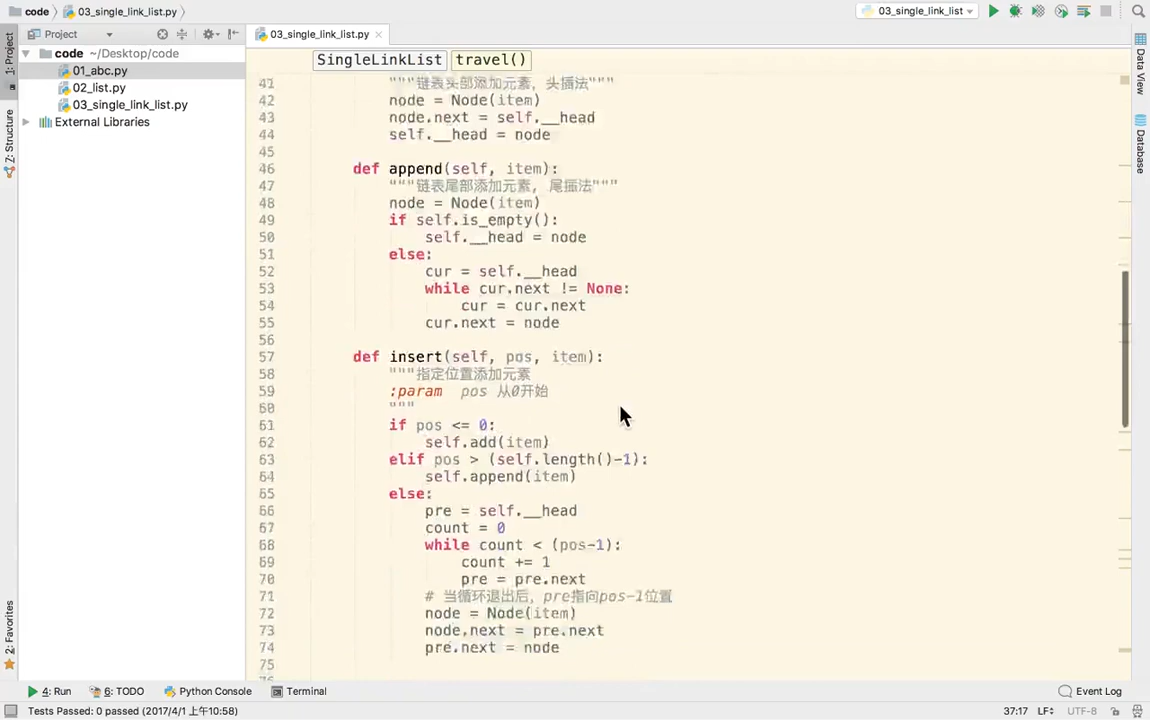 code 03_single_link_list.py 03_single_link_list
Project 03_single_link_list.py
SingleLinkList travel()
code ~/Desktop/code
01_abc.py
02_list.py
03_single_link_list.py
External Libraries
1: Project
7: Structure
2: Favorites
Data View
Database
41 """链表头部添加元素，头插法"""
42 node = Node(item)
43 node.next = self.__head
44 self.__head = node
45
46 def append(self, item):
47 """链表尾部添加元素, 尾插法"""
48 node = Node(item)
49 if self.is_empty():
50 self.__head = node
51 else:
52 cur = self.__head
53 while cur.next != None:
54 cur = cur.next
55 cur.next = node
56
57 def insert(self, pos, item):
58 """指定位置添加元素
59 :param pos 从0开始
60 """
61 if pos <= 0:
62 self.add(item)
63 elif pos > (self.length()-1):
64 self.append(item)
65 else:
66 pre = self.__head
67 count = 0
68 while count < (pos-1):
69 count += 1
70 pre = pre.next
71 # 当循环退出后，pre指向pos-1位置
72 node = Node(item)
73 node.next = pre.next
74 pre.next = node
75
4: Run 6: TODO Python Console Terminal Event Log
Tests Passed: 0 passed (2017/4/1 上午10:58) 37:17 LF UTF-8